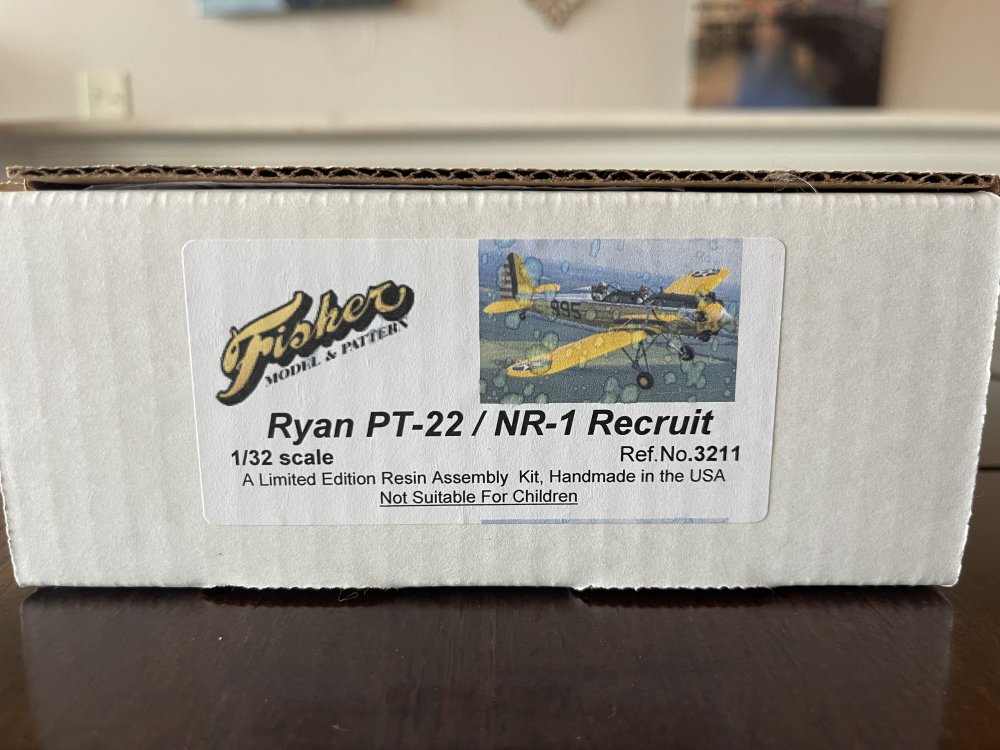 Fisher
MODEL & PATTERN
995
Ryan PT-22 / NR-1 Recruit
1/32 scale
Ref.No.3211
A Limited Edition Resin Assembly Kit, Handmade in the USA
Not Suitable For Children